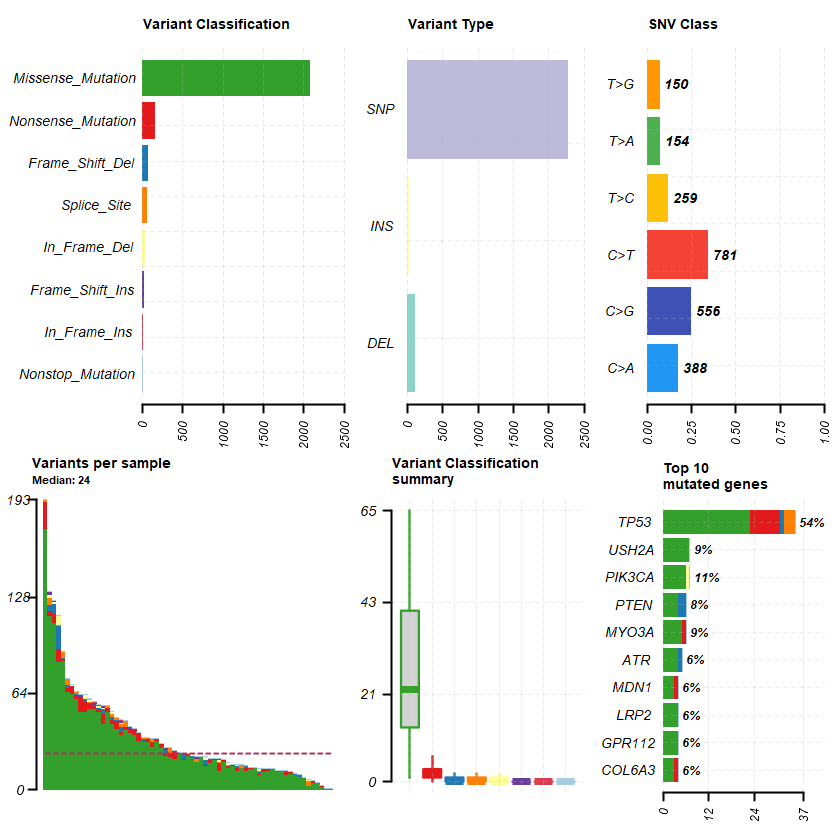 Variant Classification
Missense_Mutation
Nonsense_Mutation
Frame_Shift_Del
Splice_Site
In_Frame_Del
Frame_Shift_Ins
In_Frame_Ins
Nonstop_Mutation
0
500
1000
1500
2000
2500
Variant Type
SNP
INS
DEL
0
500
1000
1500
2000
2500
SNV Class
T>G
150
T>A
154
T>C
259
C>T
781
C>G
556
C>A
388
0.00
0.25
0.50
0.75
1.00
Variants per sample
Median: 24
193
128
64
0
Variant Classification
summary
65
43
21
0
Top 10
mutated genes
TP53
54%
USH2A
9%
PIK3CA
11%
PTEN
8%
MYO3A
9%
ATR
6%
MDN1
6%
LRP2
6%
GPR112
6%
COL6A3
6%
0
12
24
37